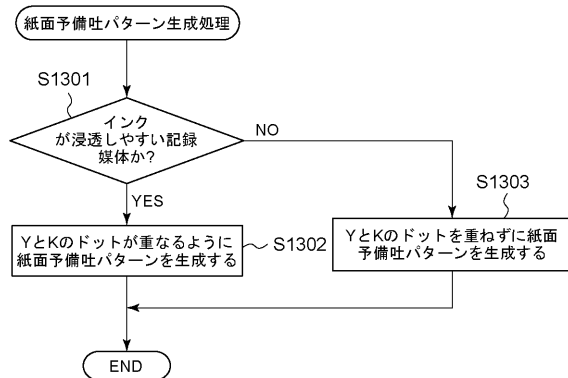 紙面予備吐パターン生成処理
S1301
インク
が浸透しやすい記録
媒体か?
NO
YES
S1303
YとKのドットが重なるように
紙面予備吐パターンを生成する
S1302
YとKのドットを重ねずに紙面
予備吐パターンを生成する
END